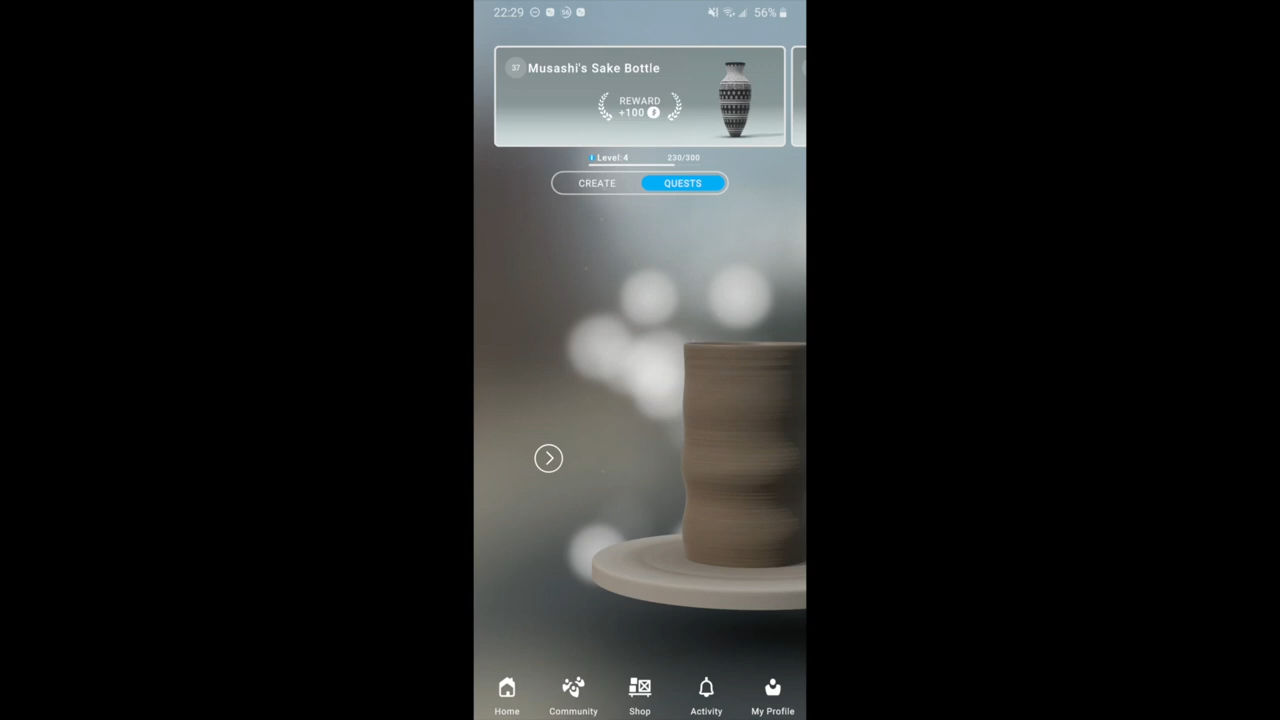 22:29 56%
37 Musashi's Sake Bottle
REWARD
+100
Level:4 230/300
CREATE QUESTS
Home Community Shop Activity My Profile